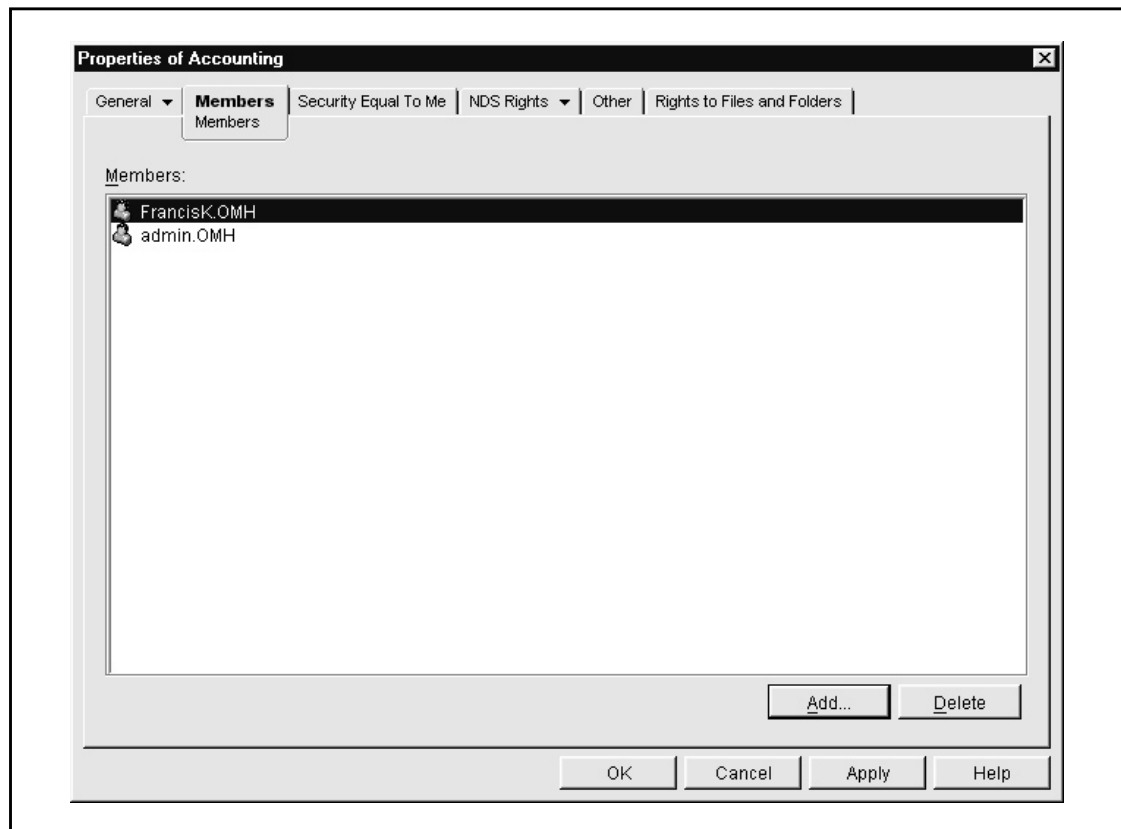 Properties of Accounting
General Members Security Equal To Me NDS Rights Other Rights to Files and Folders
Members
Members:
FrancisK.OMH
admin.OMH
Add... Delete
OK Cancel Apply Help